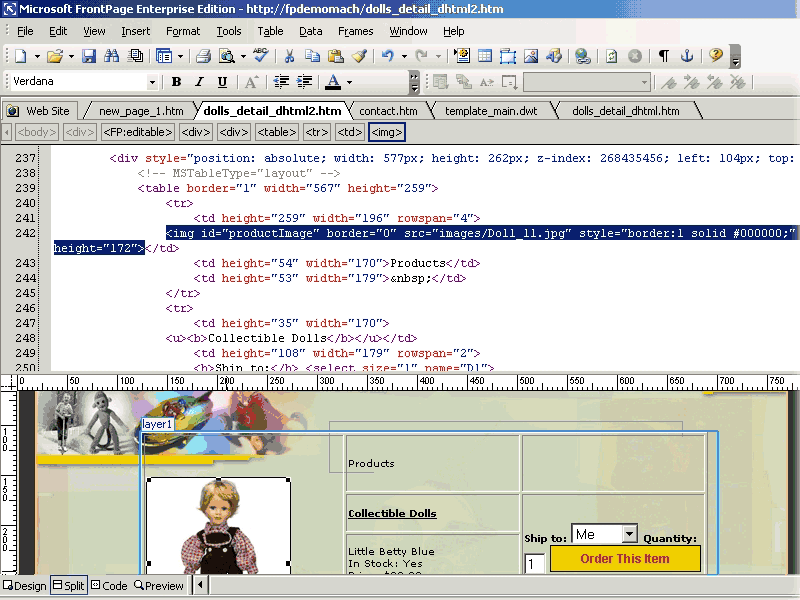 Microsoft FrontPage Enterprise Edition - http://fpdemomach/dolls_detail_dhtml2.htm
File Edit View Insert Format Tools Table Data Frames Window Help
Verdana B I U A A
Web Site new_page_1.htm dolls_detail_dhtml2.htm contact.htm template_main.dwt dolls_detail_dhtml.htm
<body> <div> <FP:editable> <div> <div> <table> <tr> <td> <img>
237 <div style="position: absolute; width: 577px; height: 262px; z-index: 268435456; left: 104px; top:
238 <!-- MSTableType="layout" -->
239 <table border="1" width="567" height="259">
240 <tr>
241 <td height="259" width="196" rowspan="4">
242 <img id="productImage" border="0" src="images/Doll_11.jpg" style="border:1 solid #000000;"
height="172"></td>
243 <td height="54" width="170">Products</td>
244 <td height="53" width="179">&nbsp;</td>
245 </tr>
246 <tr>
247 <td height="35" width="170">
248 <u><b>Collectible Dolls</b></u></td>
249 <td height="108" width="179" rowspan="2">
250 <b>Ship to:</b> <select size="1" name="D1">
0 50 100 150 200 250 300 350 400 450 500 550 600 650 700 750
100
150
200
layer1
Products
Collectible Dolls
Ship to: Me Quantity:
Little Betty Blue
In Stock: Yes
1 Order This Item
Design Split Code Preview